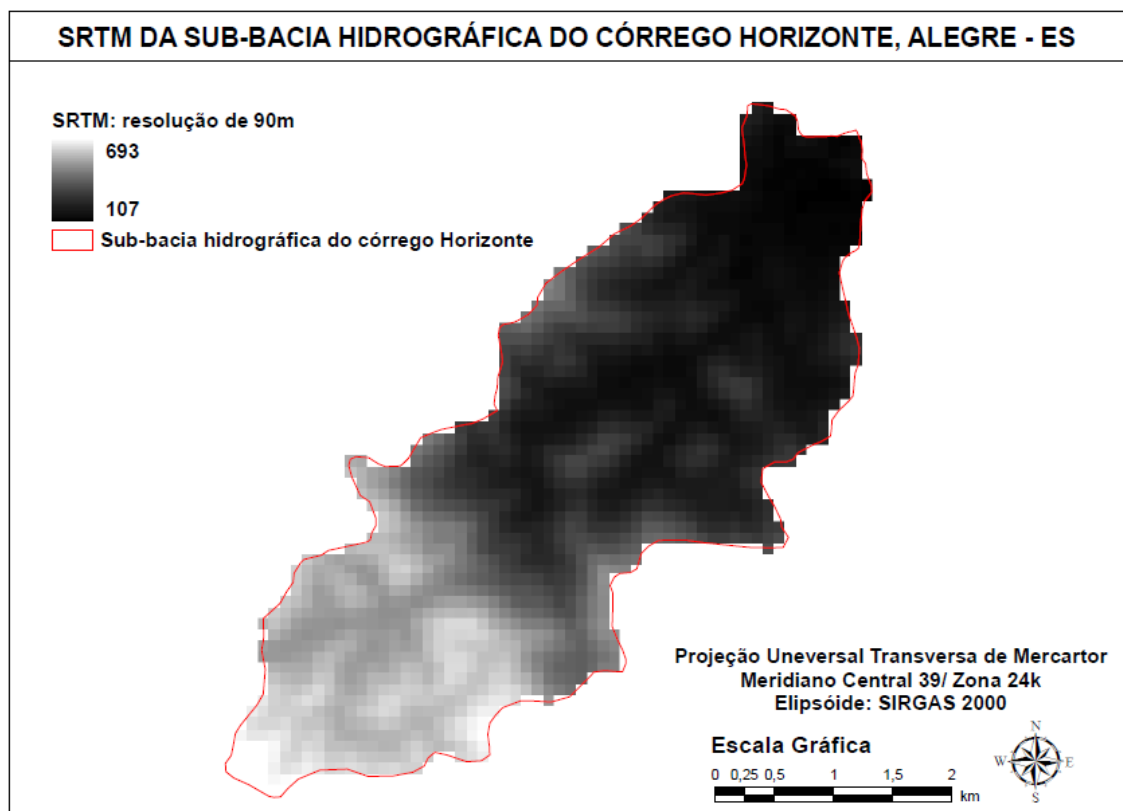 SRTM DA SUB-BACIA HIDROGRÁFICA DO CÓRREGO HORIZONTE, ALEGRE - ES
SRTM: resolução de 90m
693
107
Sub-bacia hidrográfica do córrego Horizonte
Projeção Uneversal Transversa de Mercartor
Meridiano Central 39/ Zona 24k
Elipsóide: SIRGAS 2000
Escala Gráfica
0 0,25 0,5 1 1,5 2
km
N
W E
S